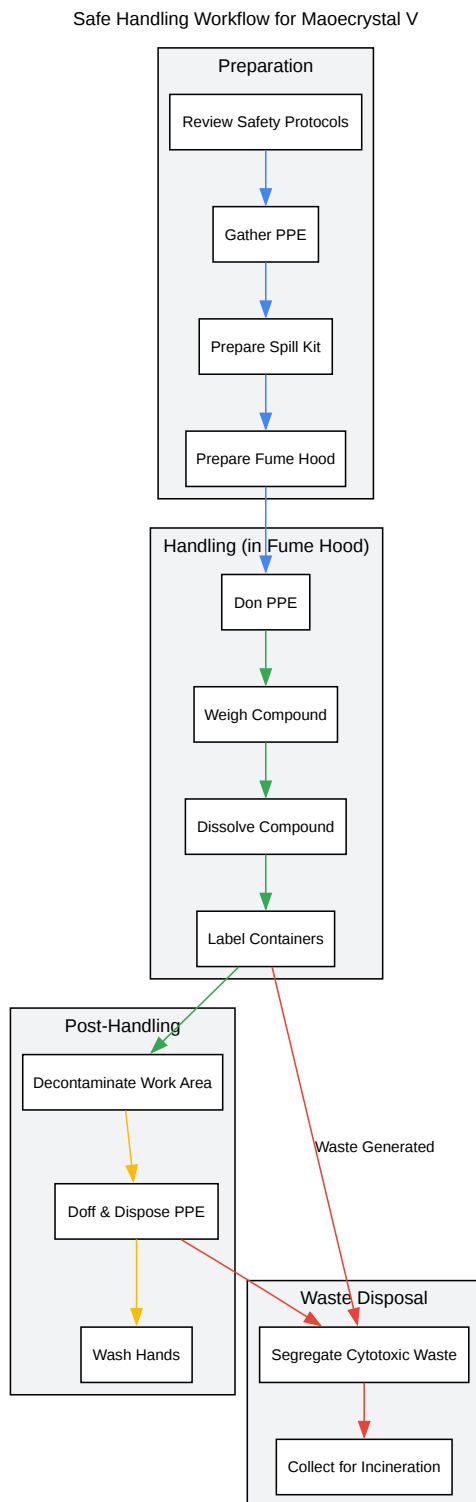 Safe Handling Workflow for Maoecrystal V
Preparation
Review Safety Protocols
Gather PPE
Prepare Spill Kit
Prepare Fume Hood
Handling (in Fume Hood)
Don PPE
Weigh Compound
Dissolve Compound
Label Containers
Post-Handling
Decontaminate Work Area
Waste Generated
Doff & Dispose PPE
Waste Disposal
Wash Hands
Segregate Cytotoxic Waste
Collect for Incineration